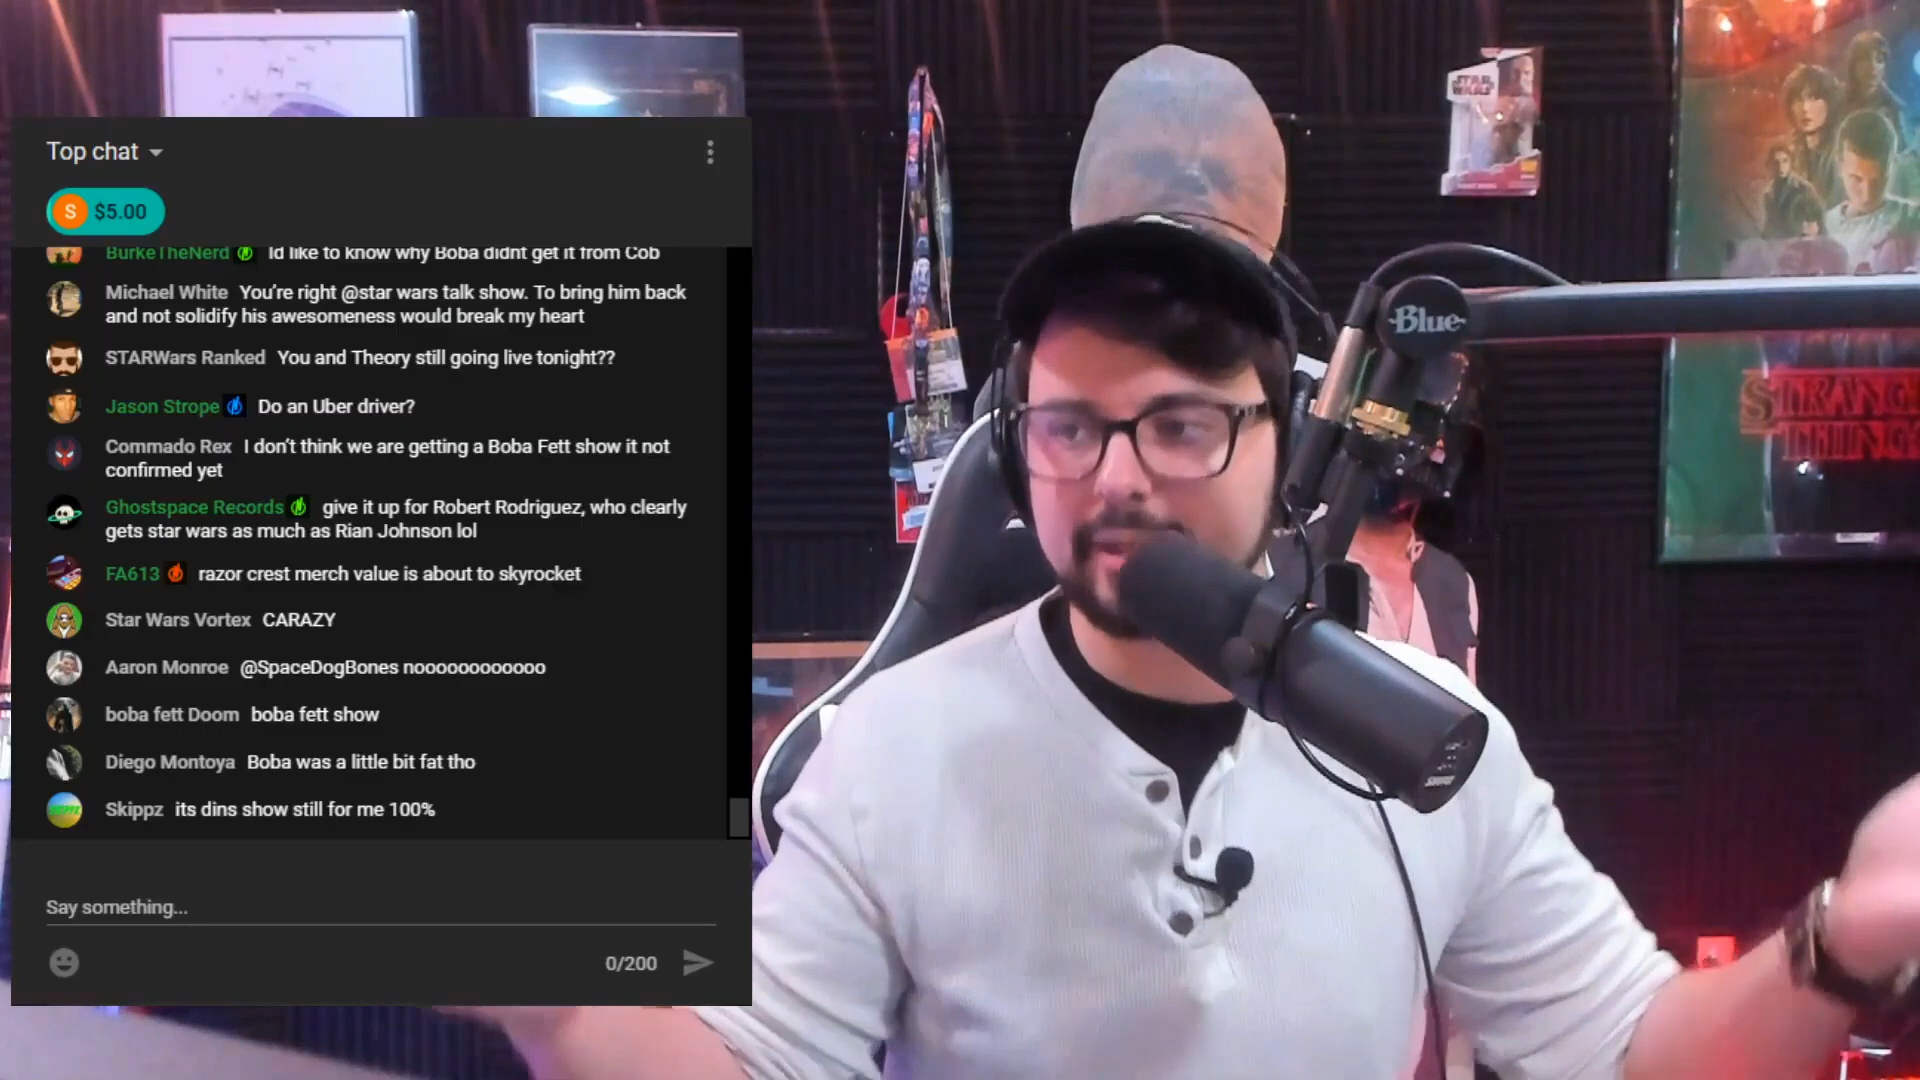 Top chat
S $5.00
BurkeTheNerd Id like to know why Boba didnt get it from Cob
Michael White You're right @star wars talk show. To bring him back
and not solidify his awesomeness would break my heart
STARWars Ranked You and Theory still going live tonight??
Jason Strope Do an Uber driver?
Commado Rex I don't think we are getting a Boba Fett show it not
confirmed yet
Ghostspace Records give it up for Robert Rodriguez, who clearly
gets star wars as much as Rian Johnson lol
FA613 razor crest merch value is about to skyrocket
Star Wars Vortex CARAZY
Aaron Monroe @SpaceDogBones noooooooooooo
boba fett Doom boba fett show
Diego Montoya Boba was a little bit fat tho
Skippz its dins show still for me 100%
Say something...
0/200
STAR
WARS
Blue
STRANGE
THINGS
SHURE